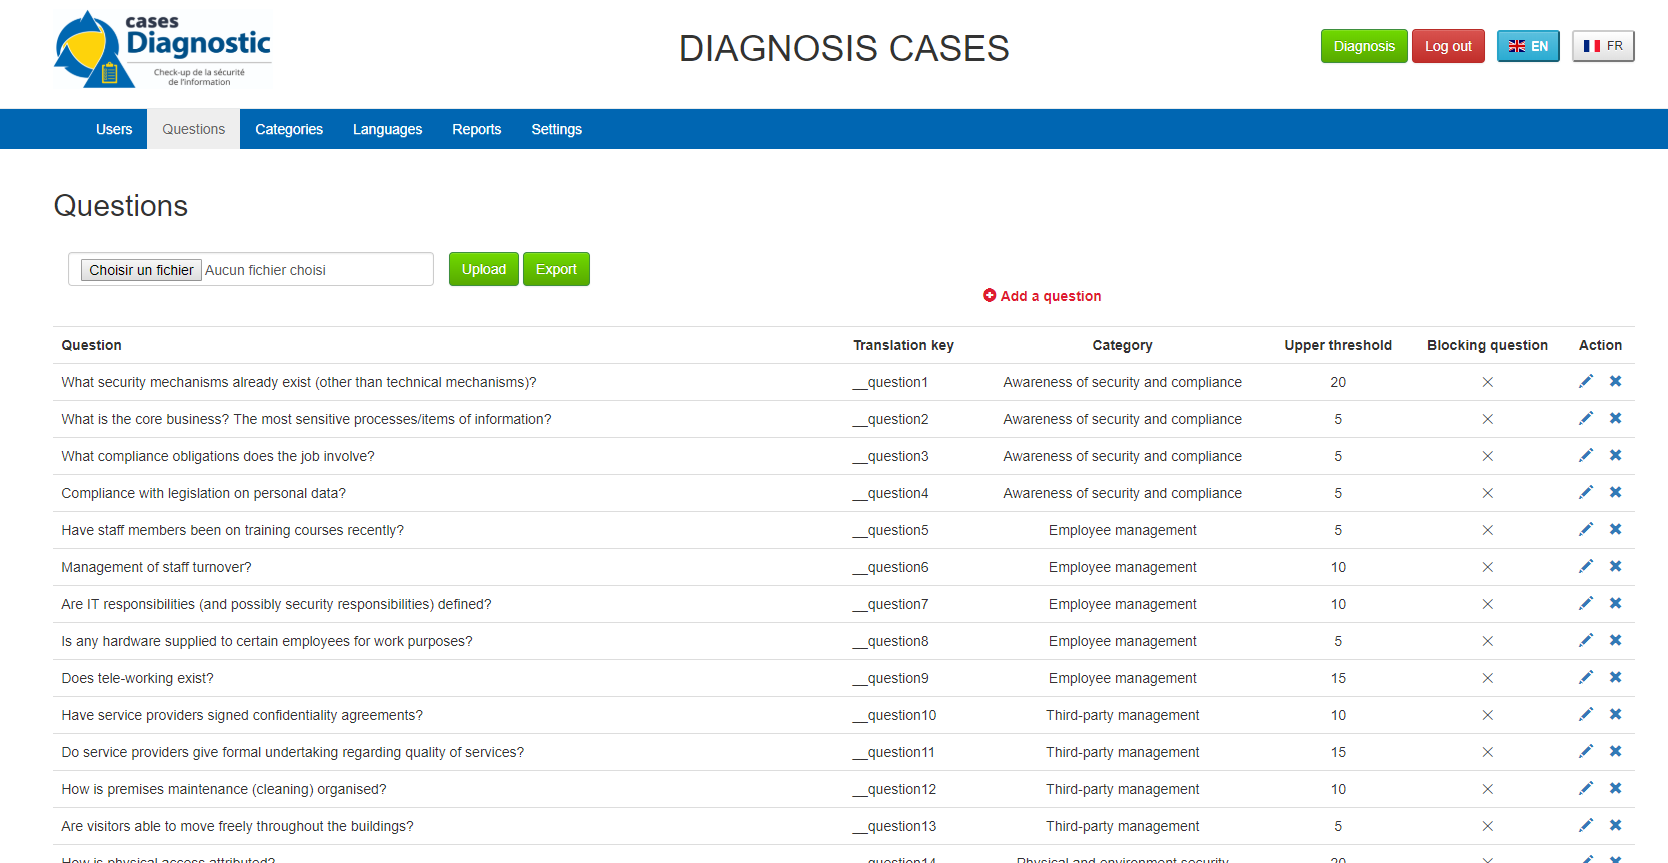 cases
Diagnostic
Check-up de la sécurité
de l'information
DIAGNOSIS CASES
Diagnosis Log out EN FR
Users Questions Categories Languages Reports Settings
Questions
Choisir un fichier Aucun fichier choisi Upload Export
Add a question
Question Translation key Category Upper threshold Blocking question Action
What security mechanisms already exist (other than technical mechanisms)? __question1 Awareness of security and compliance 20
What is the core business? The most sensitive processes/items of information? __question2 Awareness of security and compliance 5
What compliance obligations does the job involve? __question3 Awareness of security and compliance 5
Compliance with legislation on personal data? __question4 Awareness of security and compliance 5
Have staff members been on training courses recently? __question5 Employee management 5
Management of staff turnover? __question6 Employee management 10
Are IT responsibilities (and possibly security responsibilities) defined? __question7 Employee management 10
Is any hardware supplied to certain employees for work purposes? __question8 Employee management 5
Does tele-working exist? __question9 Employee management 15
Have service providers signed confidentiality agreements? __question10 Third-party management 10
Do service providers give formal undertaking regarding quality of services? __question11 Third-party management 15
How is premises maintenance (cleaning) organised? __question12 Third-party management 10
Are visitors able to move freely throughout the buildings? __question13 Third-party management 5
How is physical access attributed? __question14 Physical and environment security 20